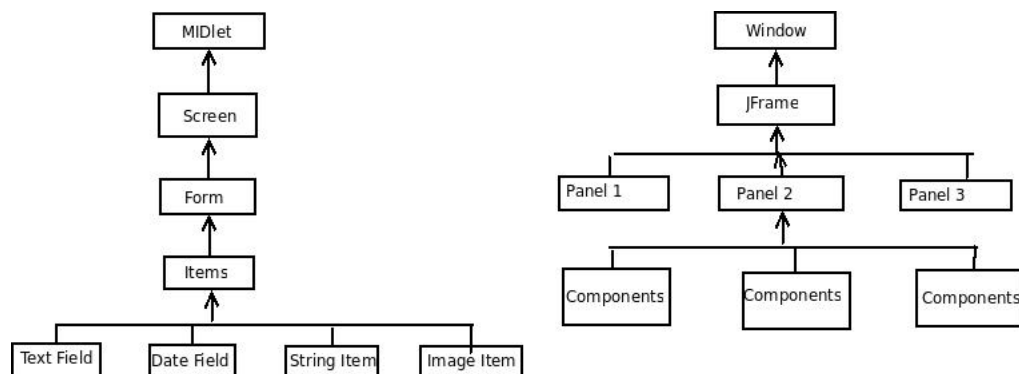 MIDlet
Screen
Form
Items
Text Field
Date Field
String Item
Image Item
Window
JFrame
Panel 1
Panel 2
Panel 3
Components
Components
Components